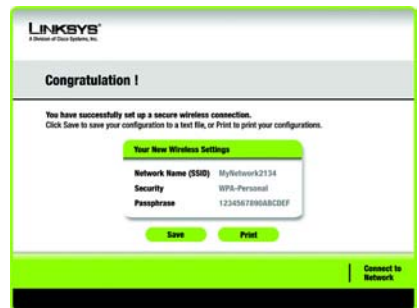 LINKSYS®
A Division of Cisco Systems, Inc.
Congratulation !
You have successfully set up a secure wireless connection.
Click Save to save your configuration to a text file, or Print to print your configurations.
Your New Wireless Settings
Network Name (SSID) MyNetwork2134
Security WPA-Personal
Passphrase 1234567890ABCDEF
Save Print
Connect to
Network